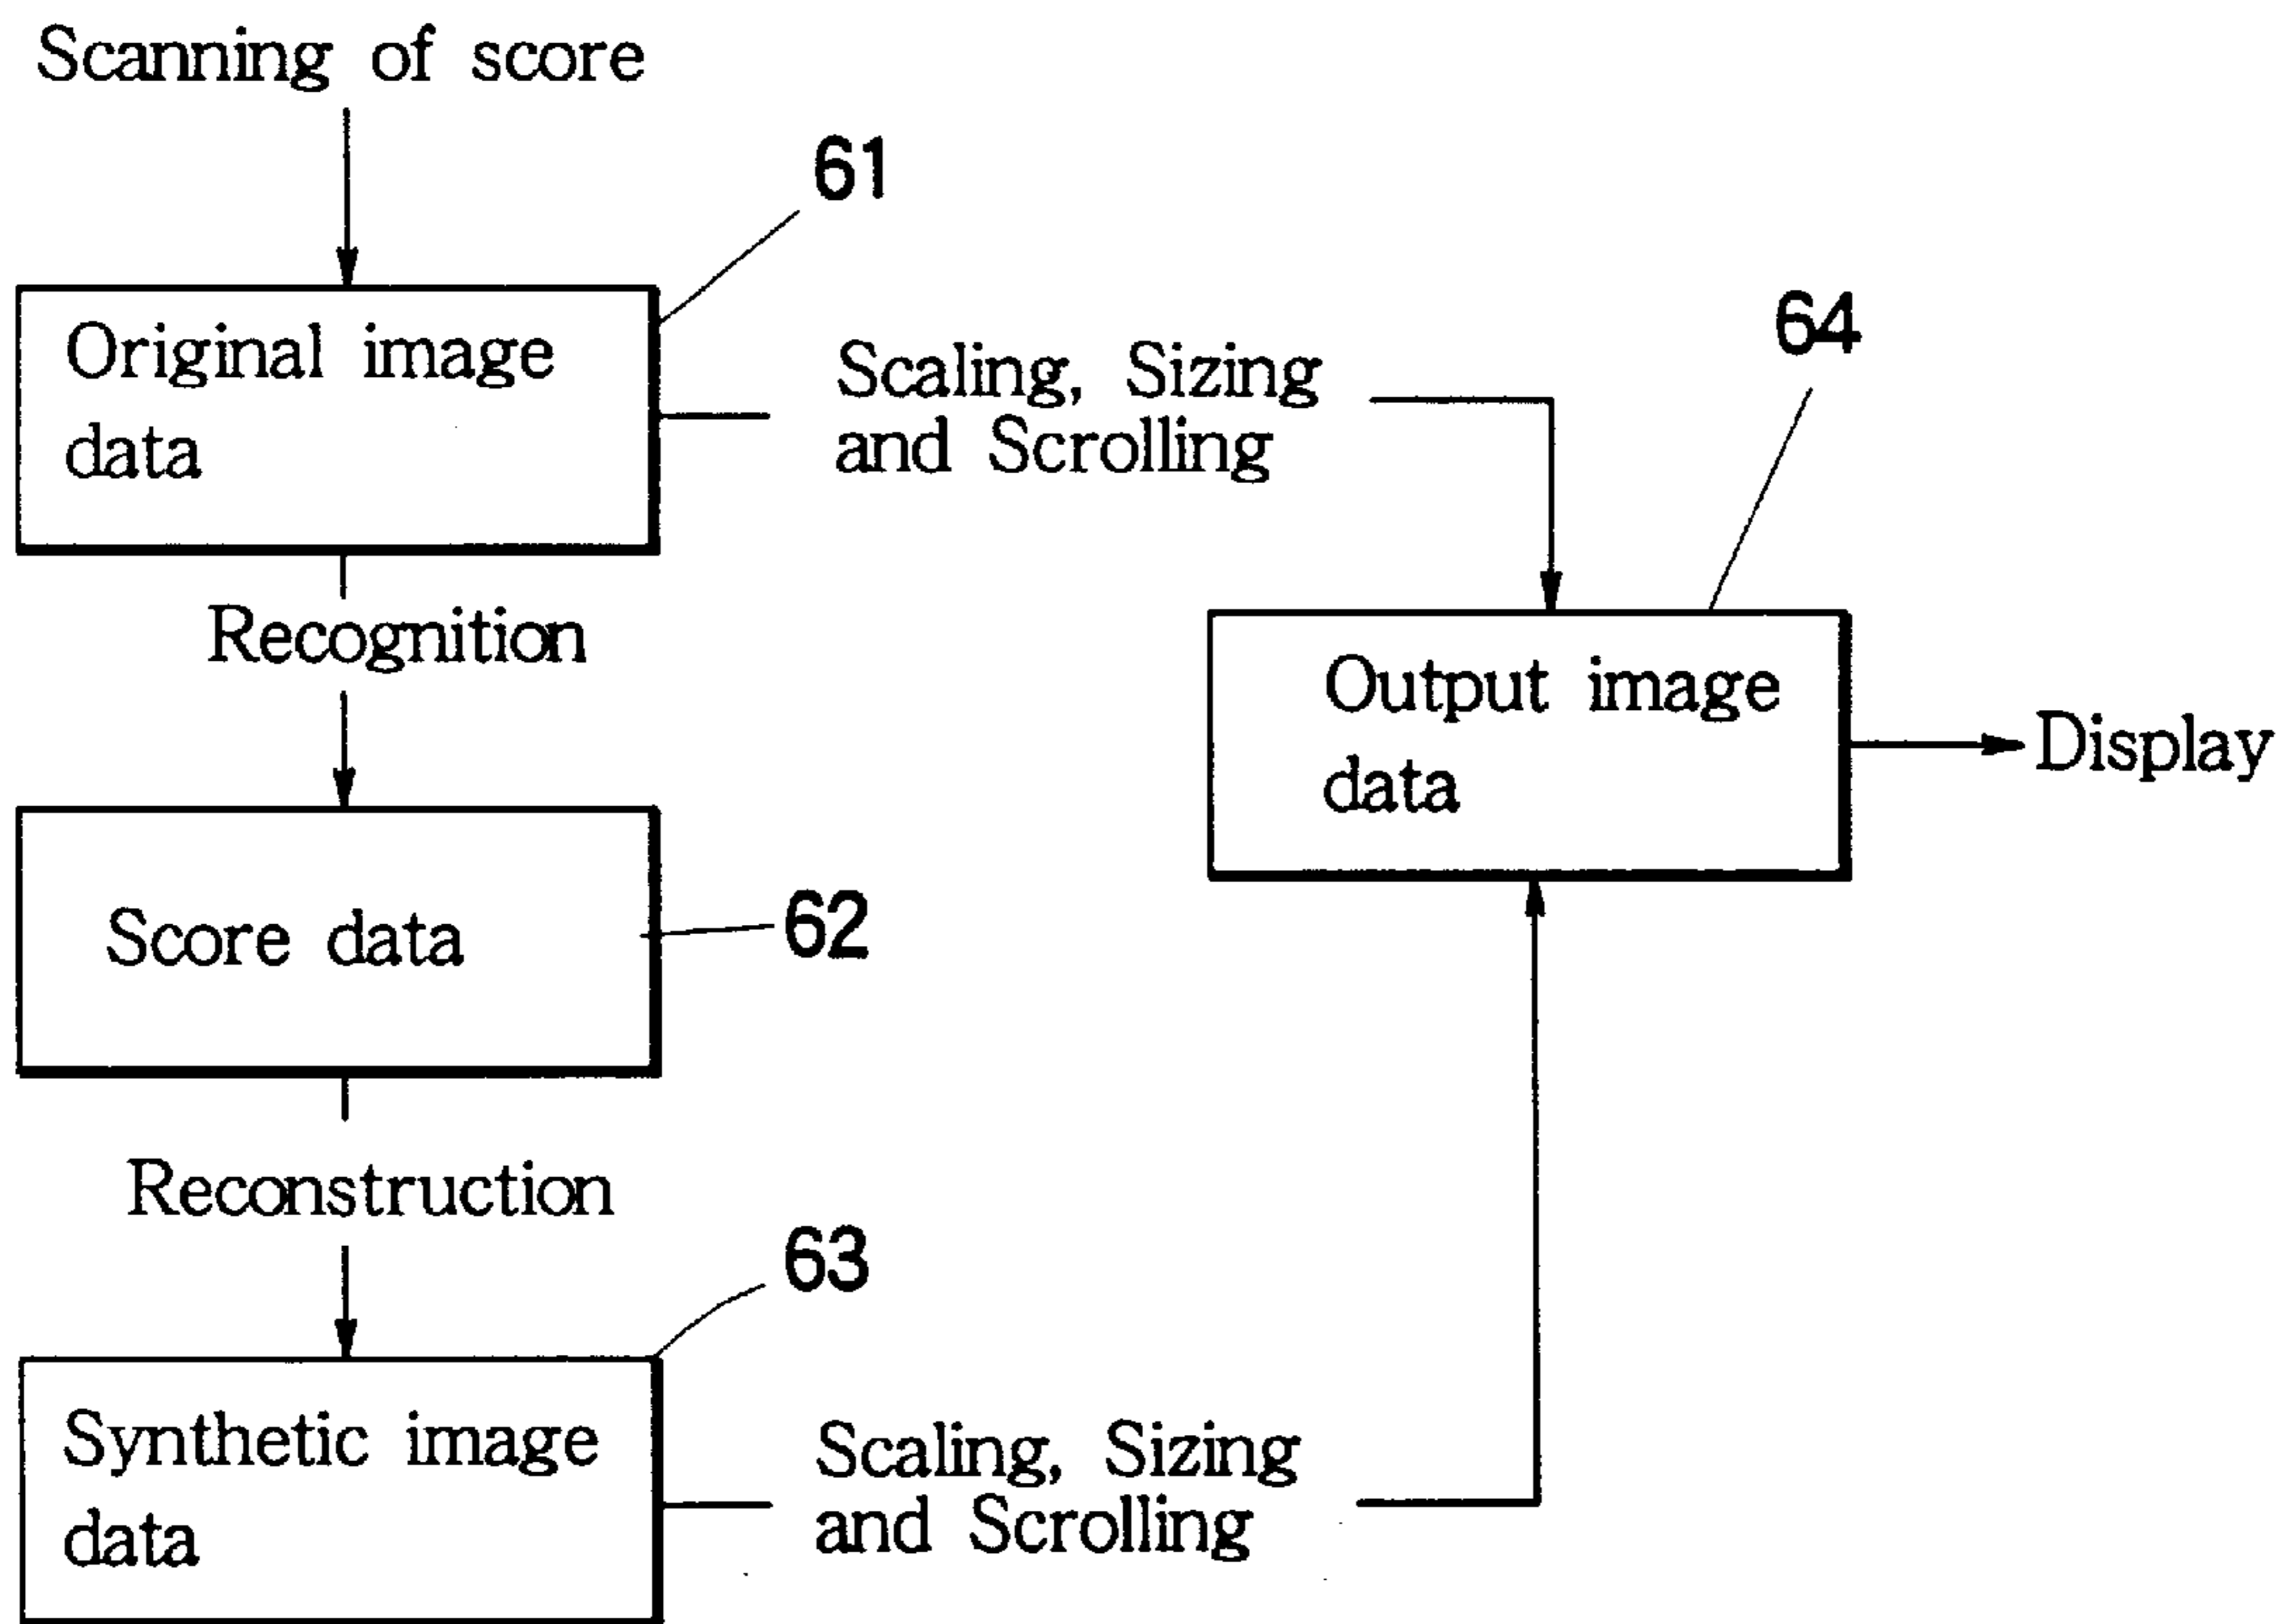 Scanning of score
61
Original image
data
Scaling, Sizing
and Scrolling
64
Recognition
Output image
data
Display
Score data
62
Reconstruction
63
Synthetic image
data
Scaling, Sizing
and Scrolling